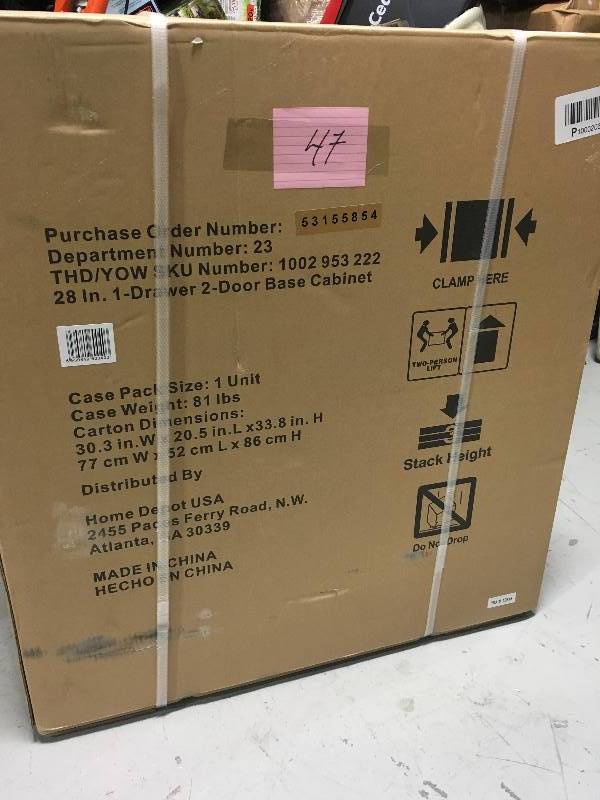 47
Purchase Order Number: 53155854
Department Number: 23
THD/YOW SKU Number: 1002 953 222
28 In. 1-Drawer 2-Door Base Cabinet
CLAMP HERE
TWO-PERSON
LIFT
Case Pack Size: 1 Unit
Case Weight: 81 lbs
Carton Dimensions:
30.3 in.W x 20.5 in.L x33.8 in. H
77 cm W x 52 cm L x 86 cm H
Stack Height
3
Distributed By
Home Depot USA
2455 Paces Ferry Road, N.W.
Atlanta, GA 30339
Do Not Drop
MADE IN CHINA
HECHO EN CHINA